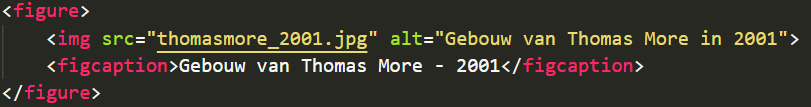 <figure>
<img src="thomasmore_2001.jpg" alt="Gebouw van Thomas More in 2001">
<figcaption>Gebouw van Thomas More - 2001</figcaption>
</figure>